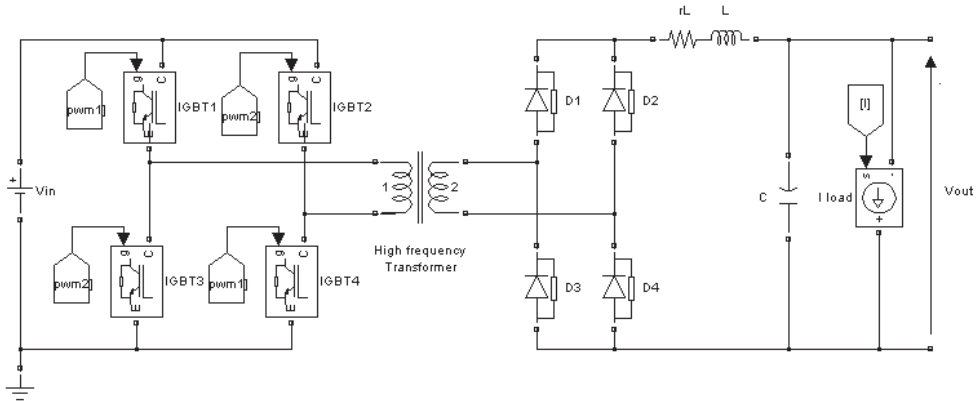 rL L
pwm1
g C
E
IGBT1
pwm2
g C
E
IGBT2
D1
D2
[I]
+
Vin
1
2
C
I load
s -
+
Vout
High frequency
Transformer
pwm2
g C
E
IGBT3
pwm1
g C
E
IGBT4
D3
D4